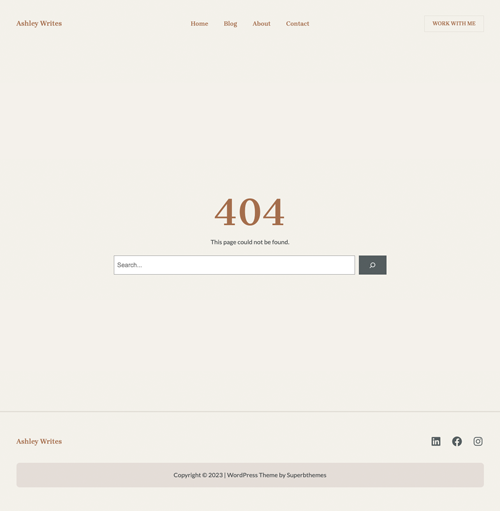 Ashley Writes
Home Blog About Contact
WORK WITH ME
404
This page could not be found.
Search...
Ashley Writes
Copyright © 2023 | WordPress Theme by Superbthemes